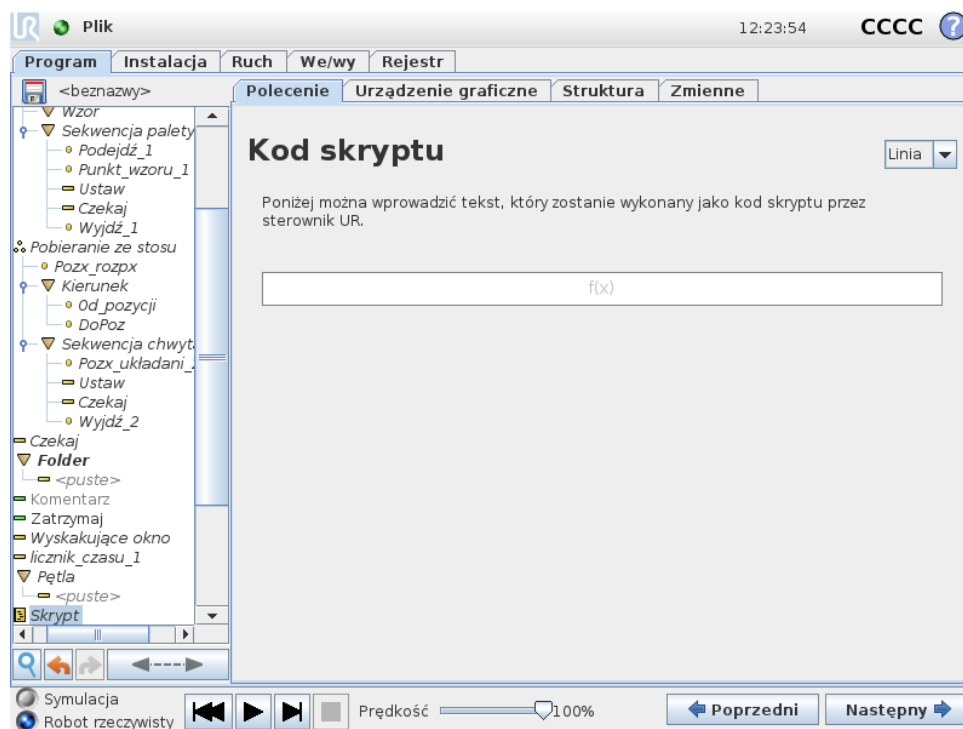 UR Plik 12:23:54 CCCC ?
Program Instalacja Ruch We/wy Rejestr
<beznazwy>
Polecenie Urządzenie graficzne Struktura Zmienne
Wzór
Sekwencja palety
Podejdź_1
Punkt_wzoru_1
Ustaw
Czekaj
Wyjdź_1
Pobieranie ze stosu
Pozx_rozpx
Kierunek
Od_pozycji
DoPoz
Sekwencja chwyta
Pozx_układani_2
Ustaw
Czekaj
Wyjdź_2
Czekaj
Folder
<puste>
Komentarz
Zatrzymaj
Wyskakujące okno
licznik_czasu_1
Pętla
<puste>
Skrypt
Kod skryptu
Linia
Poniżej można wprowadzić tekst, który zostanie wykonany jako kod skryptu przez
sterownik UR.
f(x)
Symulacja
Robot rzeczywisty
Prędkość 100%
Poprzedni Następny